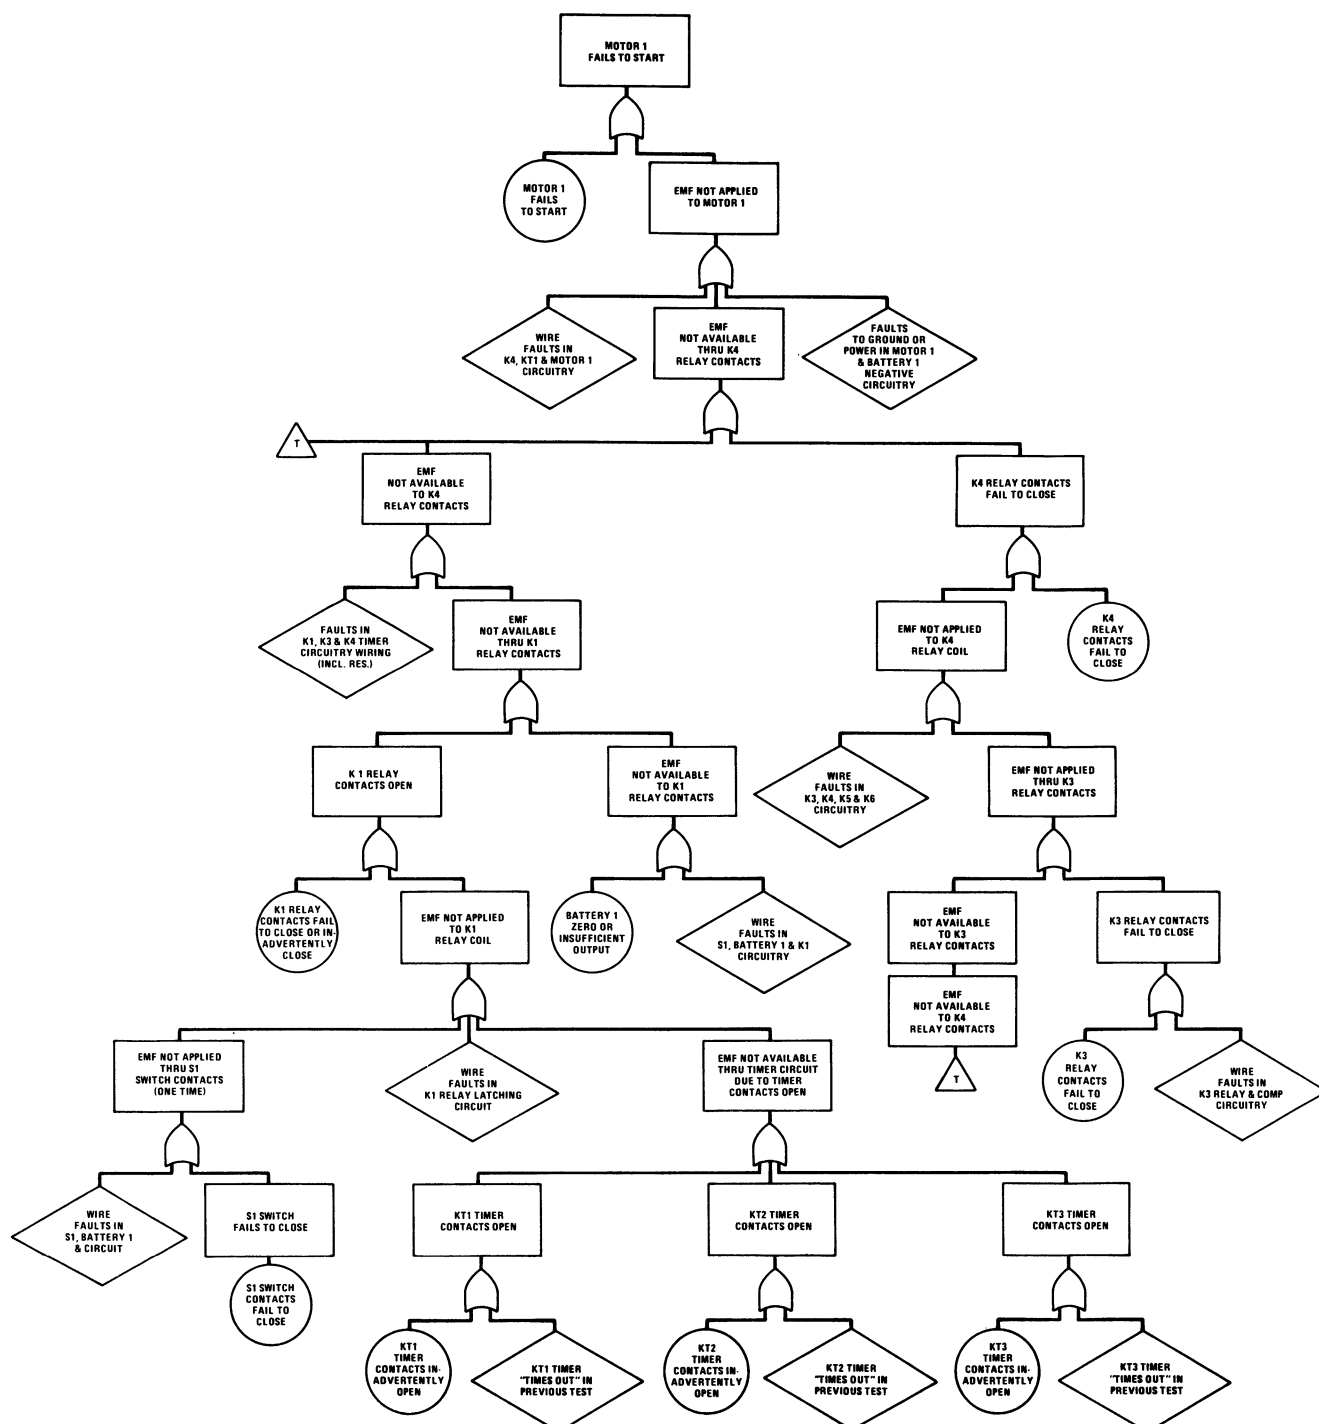 MOTOR 1
FAILS TO START
MOTOR 1
FAILS
TO START
EMF NOT APPLIED
TO MOTOR 1
WIRE
FAULTS IN
K4, KT1 & MOTOR 1
CIRCUITRY
EMF
NOT AVAILABLE
THRU K4
RELAY CONTACTS
FAULTS
TO GROUND OR
POWER IN MOTOR 1
& BATTERY 1
NEGATIVE
CIRCUITRY
T
EMF
NOT AVAILABLE
TO K4
RELAY CONTACTS
K4 RELAY CONTACTS
FAIL TO CLOSE
FAULTS IN
K1, K3 & K4 TIMER
CIRCUITRY WIRING
(INCL. RES.)
EMF
NOT AVAILABLE
THRU K1
RELAY CONTACTS
EMF NOT APPLIED
TO K4
RELAY COIL
K4
RELAY
CONTACTS
FAIL TO
CLOSE
K 1 RELAY
CONTACTS OPEN
EMF
NOT AVAILABLE
TO K1
RELAY CONTACTS
WIRE
FAULTS IN
K3, K4, K5 & K6
CIRCUITRY
EMF NOT APPLIED
THRU K3
RELAY CONTACTS
K1 RELAY
CONTACTS FAIL
TO CLOSE OR IN-
ADVERTENTLY
CLOSE
EMF NOT APPLIED
TO K1
RELAY COIL
BATTERY 1
ZERO OR
INSUFFICIENT
OUTPUT
WIRE
FAULTS IN
S1, BATTERY 1 & K1
CIRCUITRY
EMF
NOT AVAILABLE
TO K3
RELAY CONTACTS
K3 RELAY CONTACTS
FAIL TO CLOSE
EMF
NOT AVAILABLE
TO K4
RELAY CONTACTS
T
EMF NOT APPLIED
THRU S1
SWITCH CONTACTS
(ONE TIME)
WIRE
FAULTS IN
K1 RELAY LATCHING
CIRCUIT
EMF NOT AVAILABLE
THRU TIMER CIRCUIT
DUE TO TIMER
CONTACTS OPEN
K3
RELAY
CONTACTS
FAIL TO
CLOSE
WIRE
FAULTS IN
K3 RELAY & COMP
CIRCUITRY
WIRE
FAULTS IN
S1, BATTERY 1
& CIRCUIT
S1 SWITCH
FAILS TO CLOSE
KT1 TIMER
CONTACTS OPEN
KT2 TIMER
CONTACTS OPEN
KT3 TIMER
CONTACTS OPEN
S1 SWITCH
CONTACTS
FAIL TO
CLOSE
KT1
TIMER
CONTACTS IN-
ADVERTENTLY
OPEN
KT1 TIMER
"TIMES OUT" IN
PREVIOUS TEST
KT2
TIMER
CONTACTS IN-
ADVERTENTLY
OPEN
KT2 TIMER
"TIMES OUT" IN
PREVIOUS TEST
KT3
TIMER
CONTACTS IN-
ADVERTENTLY
OPEN
KT3 TIMER
"TIMES OUT" IN
PREVIOUS TEST